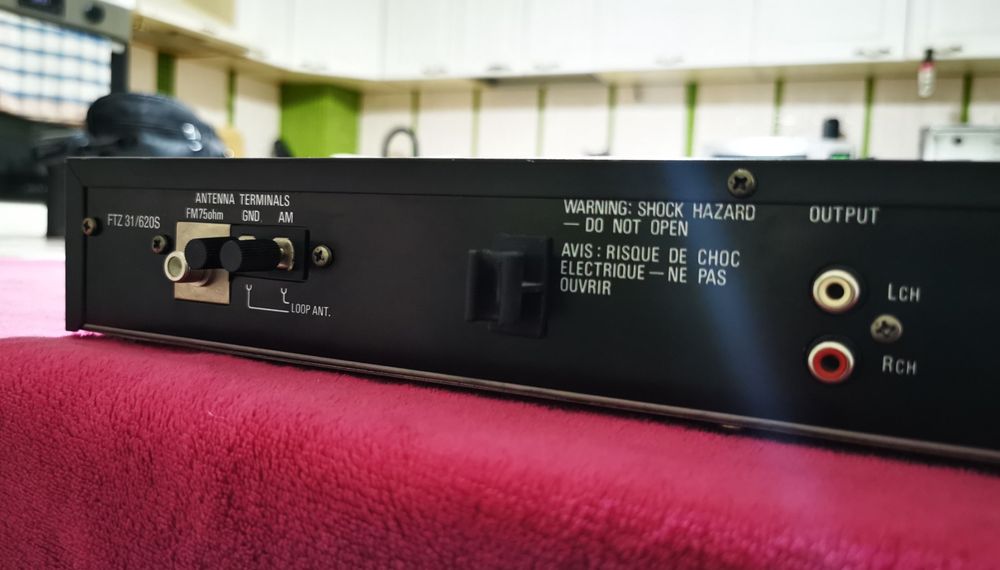 FTZ 31/620S
ANTENNA TERMINALS
FM75ohm GND AM
LOOP ANT.
WARNING: SHOCK HAZARD
— DO NOT OPEN
AVIS : RISQUE DE CHOC
ELECTRIQUE — NE PAS
OUVRIR
OUTPUT
LCH
RCH